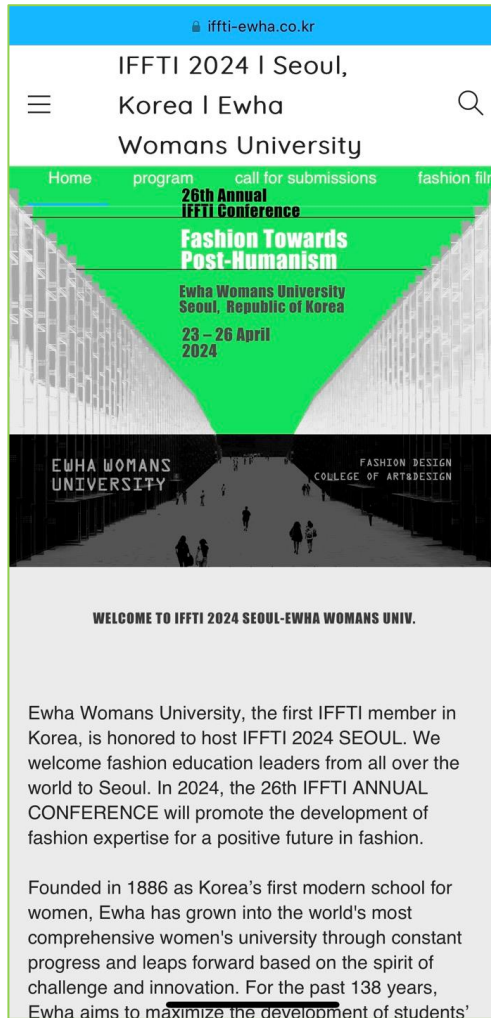 iffti-ewha.co.kr
IFFTI 2024 | Seoul,
Korea | Ewha
Womans University
Home program call for submissions fashion film
26th Annual
iFFTi Conference
Fashion Towards
Post-Humanism
Ewha Womans University
Seoul, Republic of Korea
23 – 26 April
2024
EWHA WOMANS
UNIVERSITY
FASHION DESIGN
COLLEGE OF ART&DESIGN
WELCOME TO IFFTI 2024 SEOUL-EWHA WOMANS UNIV.
Ewha Womans University, the first IFFTI member in
Korea, is honored to host IFFTI 2024 SEOUL. We
welcome fashion education leaders from all over the
world to Seoul. In 2024, the 26th IFFTI ANNUAL
CONFERENCE will promote the development of
fashion expertise for a positive future in fashion.
Founded in 1886 as Korea’s first modern school for
women, Ewha has grown into the world's most
comprehensive women's university through constant
progress and leaps forward based on the spirit of
challenge and innovation. For the past 138 years,
Ewha aims to maximize the development of students’